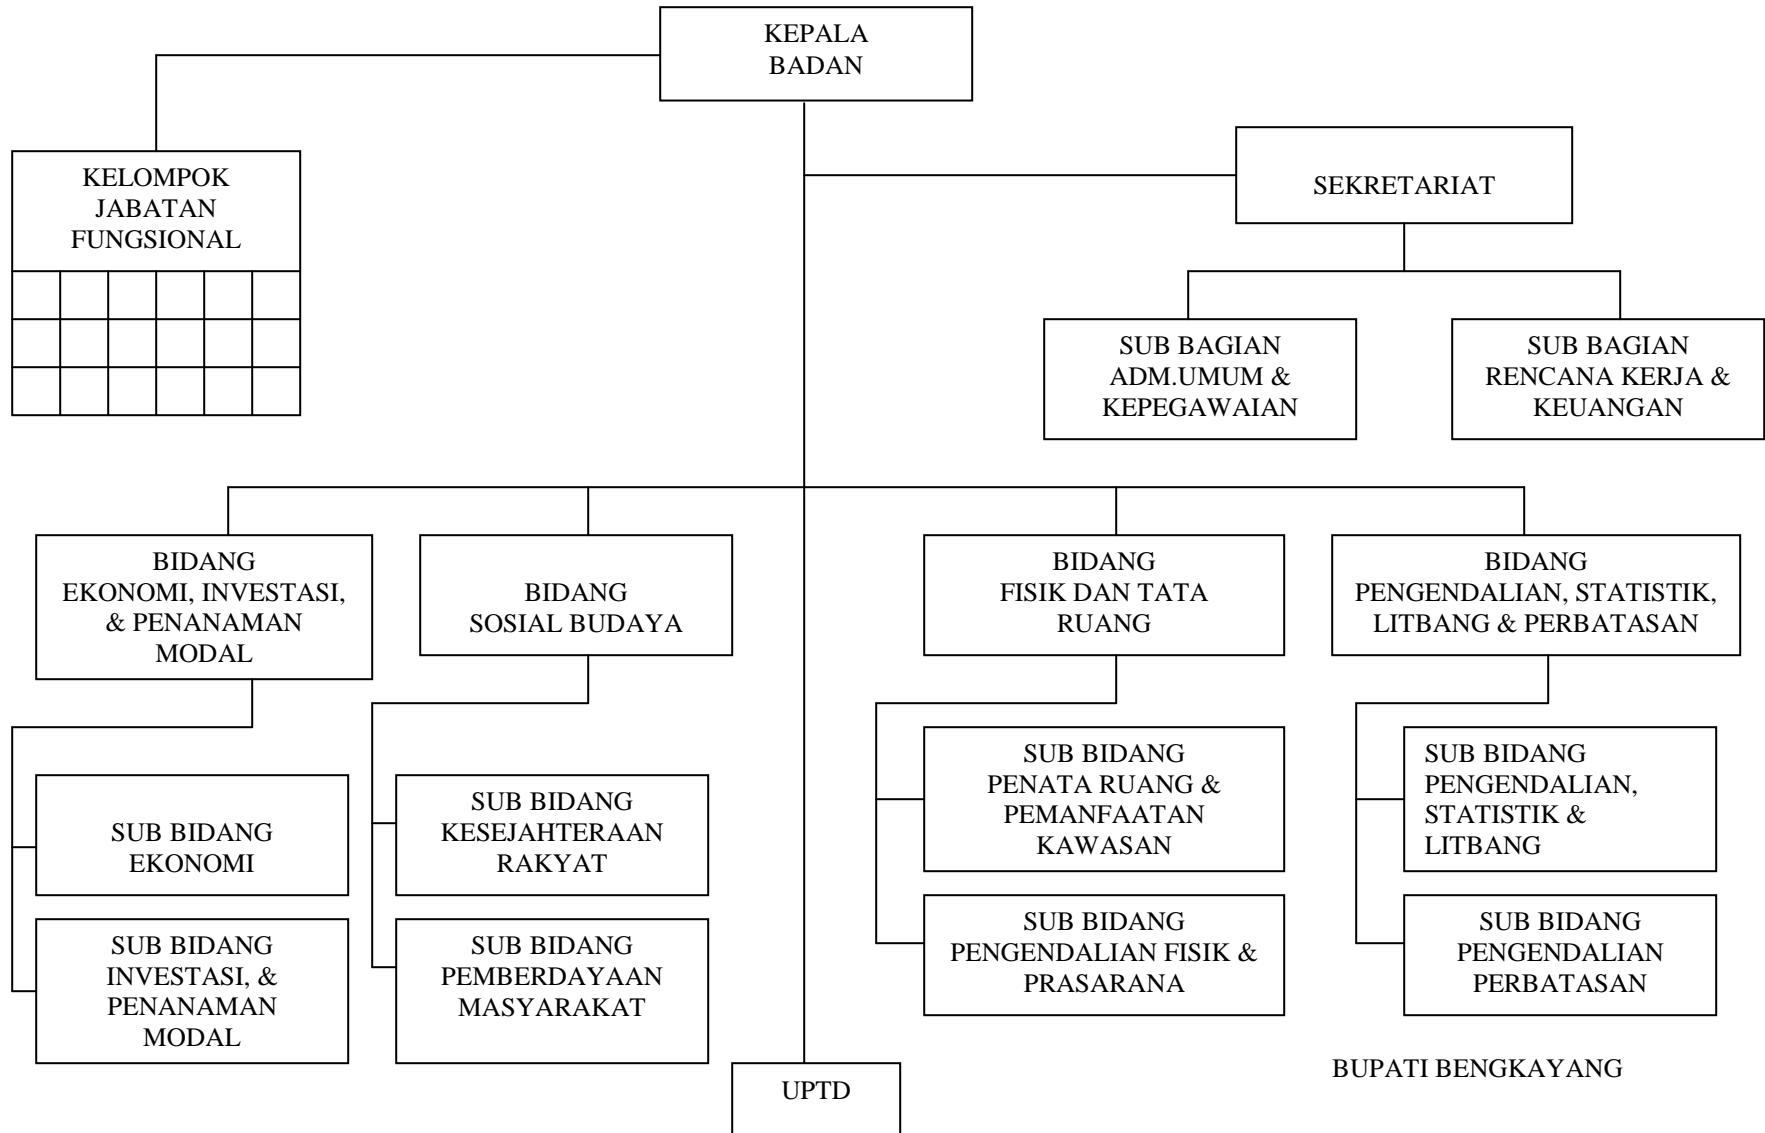 KEPALA
BADAN
KELOMPOK
JABATAN
FUNGSIONAL
SEKRETARIAT
SUB BAGIAN
ADM.UMUM &
KEPEGAWAIAN
SUB BAGIAN
RENCANA KERJA &
KEUANGAN
BIDANG
EKONOMI, INVESTASI,
& PENANAMAN
MODAL
BIDANG
SOSIAL BUDAYA
BIDANG
FISIK DAN TATA
RUANG
BIDANG
PENGENDALIAN, STATISTIK,
LITBANG & PERBATASAN
SUB BIDANG
EKONOMI
SUB BIDANG
INVESTASI, &
PENANAMAN
MODAL
SUB BIDANG
KESEJAHTERAAN
RAKYAT
SUB BIDANG
PEMBERDAYAAN
MASYARAKAT
SUB BIDANG
PENATA RUANG &
PEMANFAATAN
KAWASAN
SUB BIDANG
PENGENDALIAN FISIK &
PRASARANA
SUB BIDANG
PENGENDALIAN,
STATISTIK &
LITBANG
SUB BIDANG
PENGENDALIAN
PERBATASAN
UPTD
BUPATI BENGKAYANG